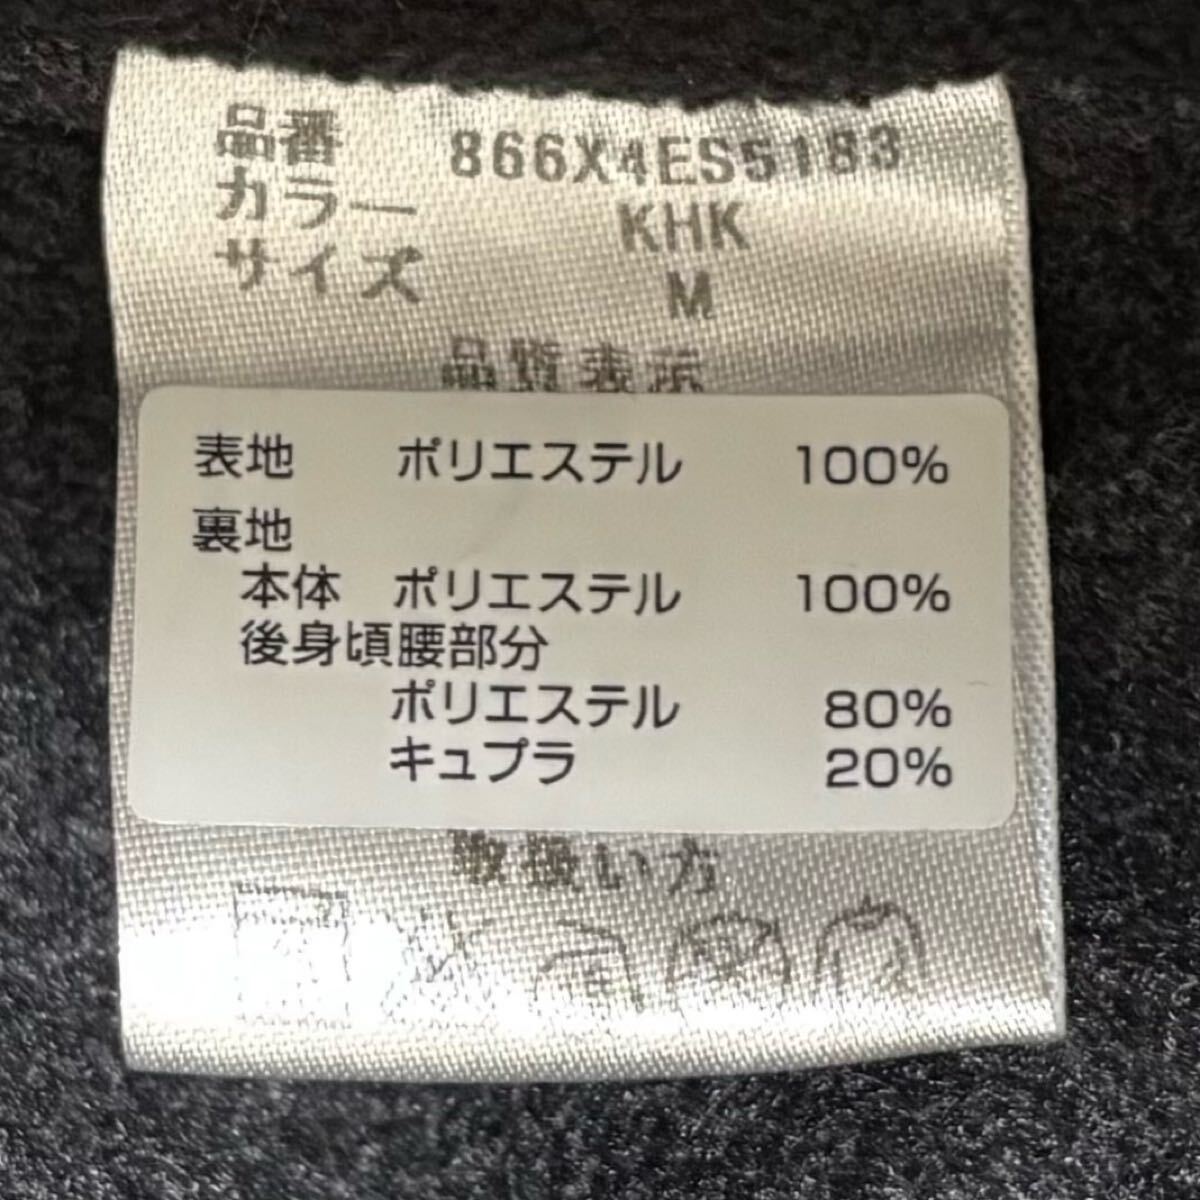 品番 866X4ES5183
カラー KHK
サイズ M
品質表示
表地 ポリエステル 100%
裏地
本体 ポリエステル 100%
後身頃腰部分
ポリエステル 80%
キュプラ 20%
取扱い方